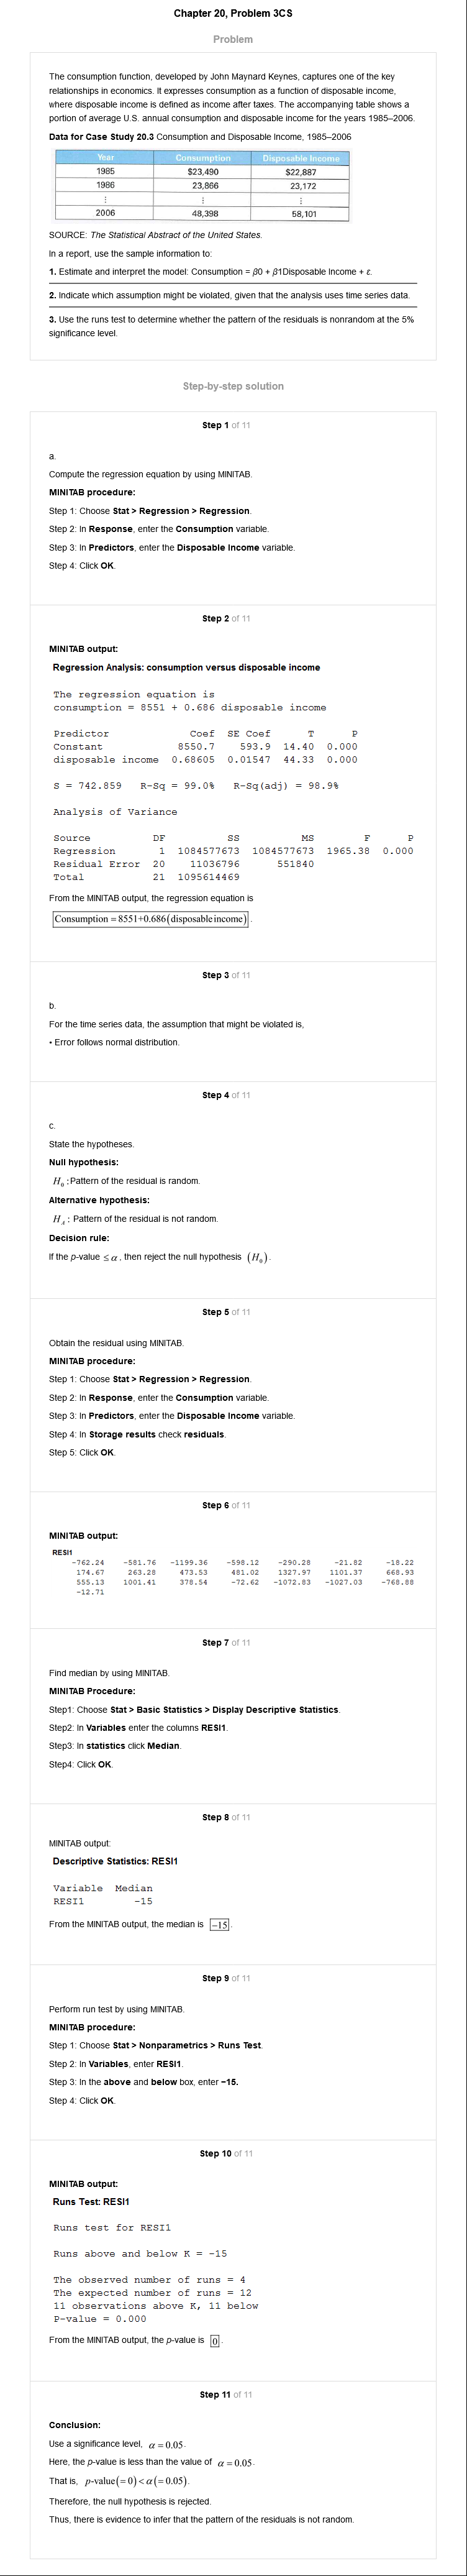 Chapter 20, Problem 3CS
Problem
The consumption function, developed by John Maynard Keynes, captures one of the key
relationships in economics. It expresses consumption as a function of disposable income,
where disposable income is defined as income after taxes. The accompanying table shows a
portion of average U.S. annual consumption and disposable income for the years 1985–2006.
Data for Case Study 20.3 Consumption and Disposable Income, 1985–2006
Year Consumption Disposable Income
1985 $23,490 $22,887
1986 23,866 23,172
⋮ ⋮ ⋮
2006 48,398 58,101
SOURCE: The Statistical Abstract of the United States.
In a report, use the sample information to:
1. Estimate and interpret the model: Consumption = β0 + β1Disposable Income + ε.
2. Indicate which assumption might be violated, given that the analysis uses time series data.
3. Use the runs test to determine whether the pattern of the residuals is nonrandom at the 5%
significance level.
Step-by-step solution
Step 1 of 11
a.
Compute the regression equation by using MINITAB.
MINITAB procedure:
Step 1: Choose Stat > Regression > Regression.
Step 2: In Response, enter the Consumption variable.
Step 3: In Predictors, enter the Disposable Income variable.
Step 4: Click OK.
Step 2 of 11
MINITAB output:
Regression Analysis: consumption versus disposable income
The regression equation is
consumption = 8551 + 0.686 disposable income
Predictor Coef SE Coef T P
Constant 8550.7 593.9 14.40 0.000
disposable income 0.68605 0.01547 44.33 0.000
S = 742.859 R-Sq = 99.0% R-Sq(adj) = 98.9%
Analysis of Variance
Source DF SS MS F P
Regression 1 1084577673 1084577673 1965.38 0.000
Residual Error 20 11036796 551840
Total 21 1095614469
From the MINITAB output, the regression equation is
Consumption = 8551+0.686(disposable income).
Step 3 of 11
b.
For the time series data, the assumption that might be violated is,
• Error follows normal distribution.
Step 4 of 11
c.
State the hypotheses.
Null hypothesis:
H₀ : Pattern of the residual is random.
Alternative hypothesis:
H_A : Pattern of the residual is not random.
Decision rule:
If the p-value ≤ α, then reject the null hypothesis (H₀).
Step 5 of 11
Obtain the residual using MINITAB.
MINITAB procedure:
Step 1: Choose Stat > Regression > Regression.
Step 2: In Response, enter the Consumption variable.
Step 3: In Predictors, enter the Disposable Income variable.
Step 4: In Storage results check residuals.
Step 5: Click OK.
Step 6 of 11
MINITAB output:
RESI1
-762.24 -581.76 -1199.36 -598.12 -290.28 -21.82 -18.22
174.67 263.28 473.53 481.02 1327.97 1101.37 668.93
555.13 1001.41 378.54 -72.62 -1072.83 -1027.03 -768.88
-12.71
Step 7 of 11
Find median by using MINITAB.
MINITAB Procedure:
Step1: Choose Stat > Basic Statistics > Display Descriptive Statistics.
Step2: In Variables enter the columns RESI1.
Step3: In statistics click Median.
Step4: Click OK.
Step 8 of 11
MINITAB output:
Descriptive Statistics: RESI1
Variable Median
RESI1 -15
From the MINITAB output, the median is −15.
Step 9 of 11
Perform run test by using MINITAB.
MINITAB procedure:
Step 1: Choose Stat > Nonparametrics > Runs Test.
Step 2: In Variables, enter RESI1.
Step 3: In the above and below box, enter −15.
Step 4: Click OK.
Step 10 of 11
MINITAB output:
Runs Test: RESI1
Runs test for RESI1
Runs above and below K = -15
The observed number of runs = 4
The expected number of runs = 12
11 observations above K, 11 below
P-value = 0.000
From the MINITAB output, the p-value is 0.
Step 11 of 11
Conclusion:
Use a significance level, α = 0.05.
Here, the p-value is less than the value of α = 0.05.
That is, p-value(= 0) < α(= 0.05).
Therefore, the null hypothesis is rejected.
Thus, there is evidence to infer that the pattern of the residuals is not random.